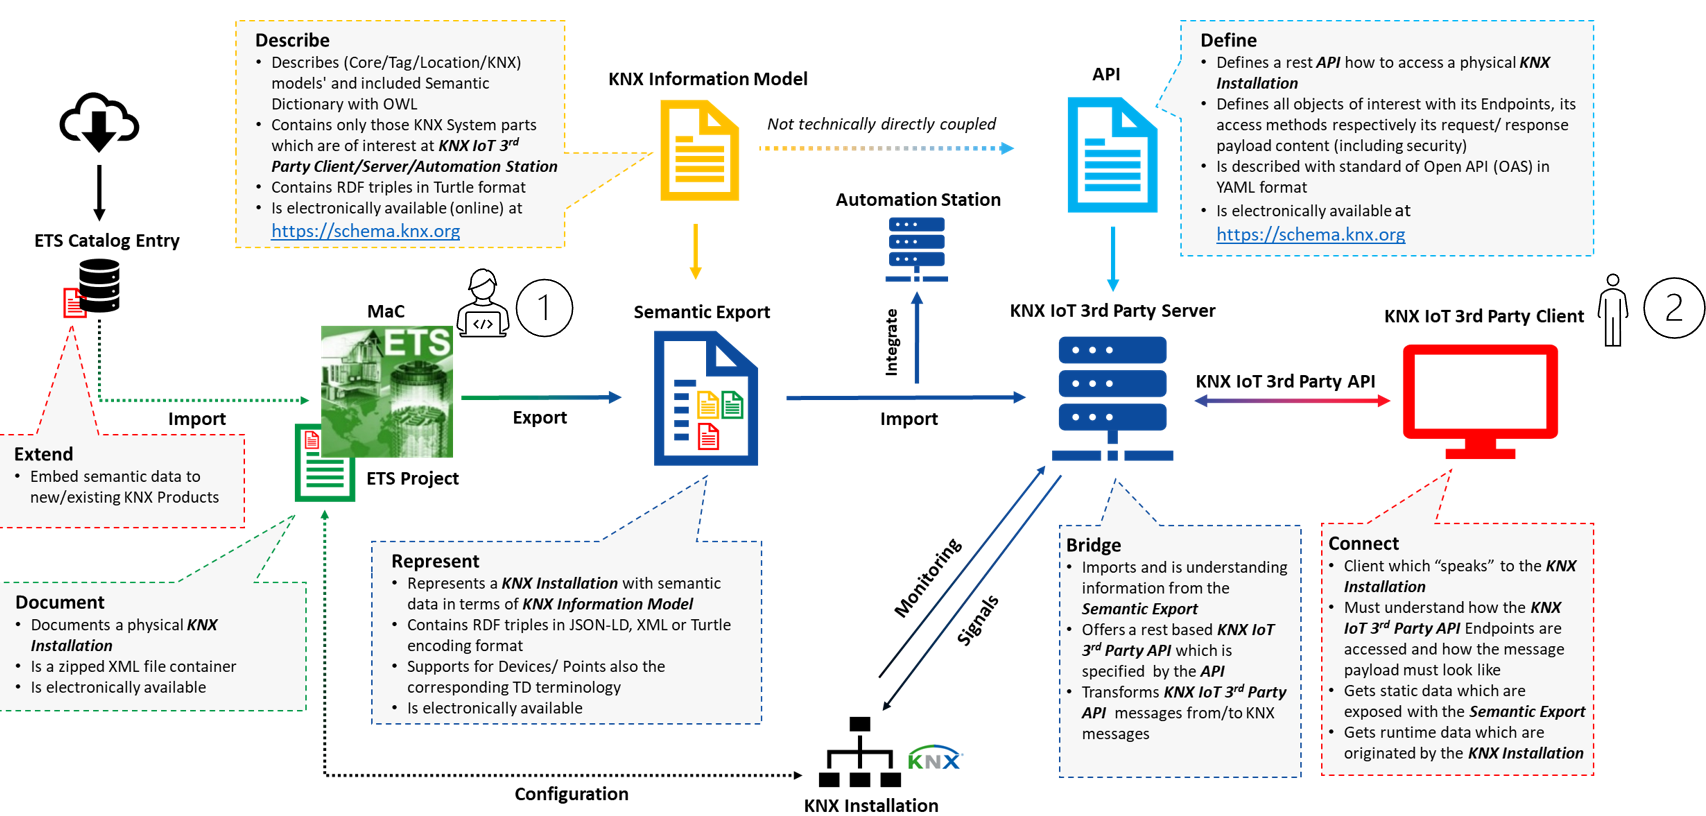 Describe
• Describes (Core/Tag/Location/KNX)
models' and included Semantic
Dictionary with OWL
• Contains only those KNX System parts
which are of interest at KNX IoT 3rd
Party Client/Server/Automation Station
• Contains RDF triples in Turtle format
• Is electronically available (online) at
https://schema.knx.org
KNX Information Model
Not technically directly coupled
API
Define
• Defines a rest API how to access a physical KNX
Installation
• Defines all objects of interest with its Endpoints, its
access methods respectively its request/ response
payload content (including security)
• Is described with standard of Open API (OAS) in
YAML format
• Is electronically available at
https://schema.knx.org
ETS Catalog Entry
Import
MaC
ETS
ETS Project
1
Export
Semantic Export
Automation Station
Integrate
Import
KNX IoT 3rd Party Server
KNX IoT 3rd Party API
KNX IoT 3rd Party Client
2
Extend
• Embed semantic data to
new/existing KNX Products
Document
• Documents a physical KNX
Installation
• Is a zipped XML file container
• Is electronically available
Represent
• Represents a KNX Installation with semantic
data in terms of KNX Information Model
• Contains RDF triples in JSON-LD, XML or Turtle
encoding format
• Supports for Devices/ Points also the
corresponding TD terminology
• Is electronically available
Monitoring
Signals
Bridge
• Imports and is understanding
information from the
Semantic Export
• Offers a rest based KNX IoT
3rd Party API which is
specified by the API
• Transforms KNX IoT 3rd Party
API messages from/to KNX
messages
Connect
• Client which “speaks” to the KNX
Installation
• Must understand how the KNX
IoT 3rd Party API Endpoints are
accessed and how the message
payload must look like
• Gets static data which are
exposed with the Semantic Export
• Gets runtime data which are
originated by the KNX Installation
Configuration
KNX
KNX Installation